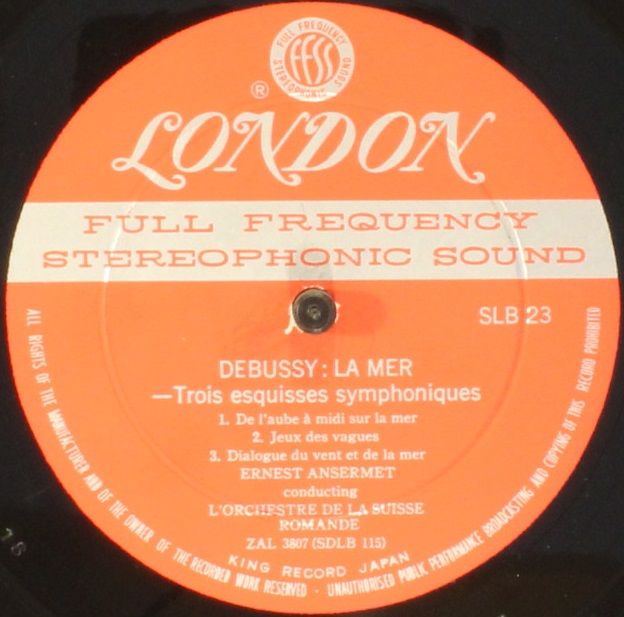 FULL FREQUENCY
FFSS
STEREOPHONIC SOUND
®
LONDON
FULL FREQUENCY
STEREOPHONIC SOUND
SLB 23
DEBUSSY: LA MER
—Trois esquisses symphoniques
1. De l'aube à midi sur la mer
2. Jeux des vagues
3. Dialogue du vent et de la mer
ERNEST ANSERMET
conducting
L'ORCHESTRE DE LA SUISSE
ROMANDE
ZAL 3807 (SDLB 115)
KING RECORD JAPAN
ALL RIGHTS OF THE MANUFACTURER AND OF THE OWNER OF THE RECORDED WORK RESERVED - UNAUTHORISED PUBLIC PERFORMANCE BROADCASTING AND COPYING OF THIS RECORD PROHIBITED